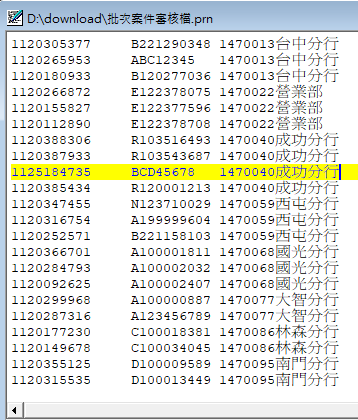 D:\download\批次案件審核檔.prn
1120305377     B221290348 1470013台中分行
1120265953     ABC12345   1470013台中分行
1120180933     B120277036 1470013台中分行
1120266872     E122378075 1470022營業部
1120155827     E122377596 1470022營業部
1120112890     E122378708 1470022營業部
1120388306     R103516493 1470040成功分行
1120387933     R103543687 1470040成功分行
1125184735     BCD45678   1470040成功分行
1120385434     R120001213 1470040成功分行
1120347455     N123710029 1470059西屯分行
1120316754     A199999604 1470059西屯分行
1120252571     B221158103 1470059西屯分行
1120366701     A100001811 1470068國光分行
1120284793     A100002032 1470068國光分行
1120092625     A100002407 1470068國光分行
1120299968     A100000887 1470077大智分行
1120287316     A123456789 1470077大智分行
1120177230     C100018381 1470086林森分行
1120149678     C100034045 1470086林森分行
1120355125     D100009589 1470095南門分行
1120315535     D100013449 1470095南門分行